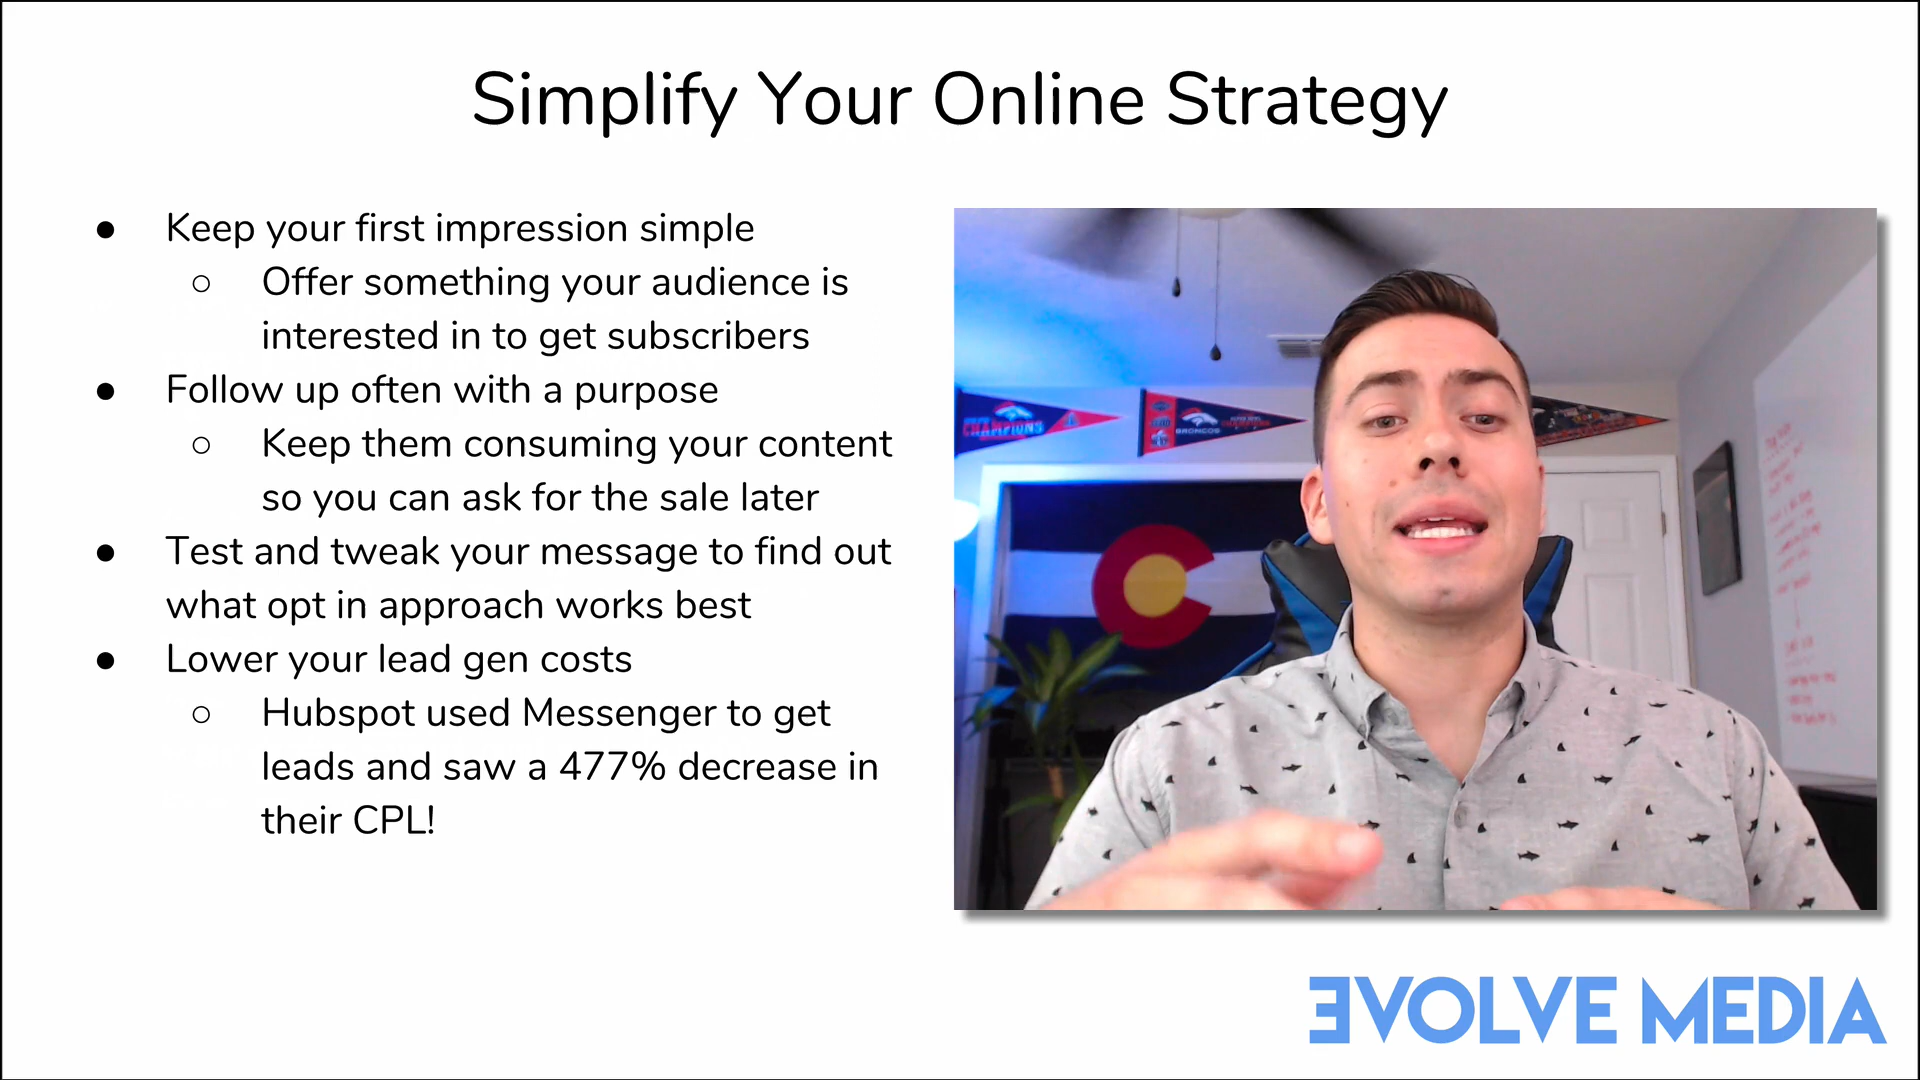 Simplify Your Online Strategy
● Keep your first impression simple
○ Offer something your audience is
interested in to get subscribers
● Follow up often with a purpose
○ Keep them consuming your content
so you can ask for the sale later
● Test and tweak your message to find out
what opt in approach works best
● Lower your lead gen costs
○ Hubspot used Messenger to get
leads and saw a 477% decrease in
their CPL!
CHAMPIONS
BRONCOS
EVOLVE MEDIA